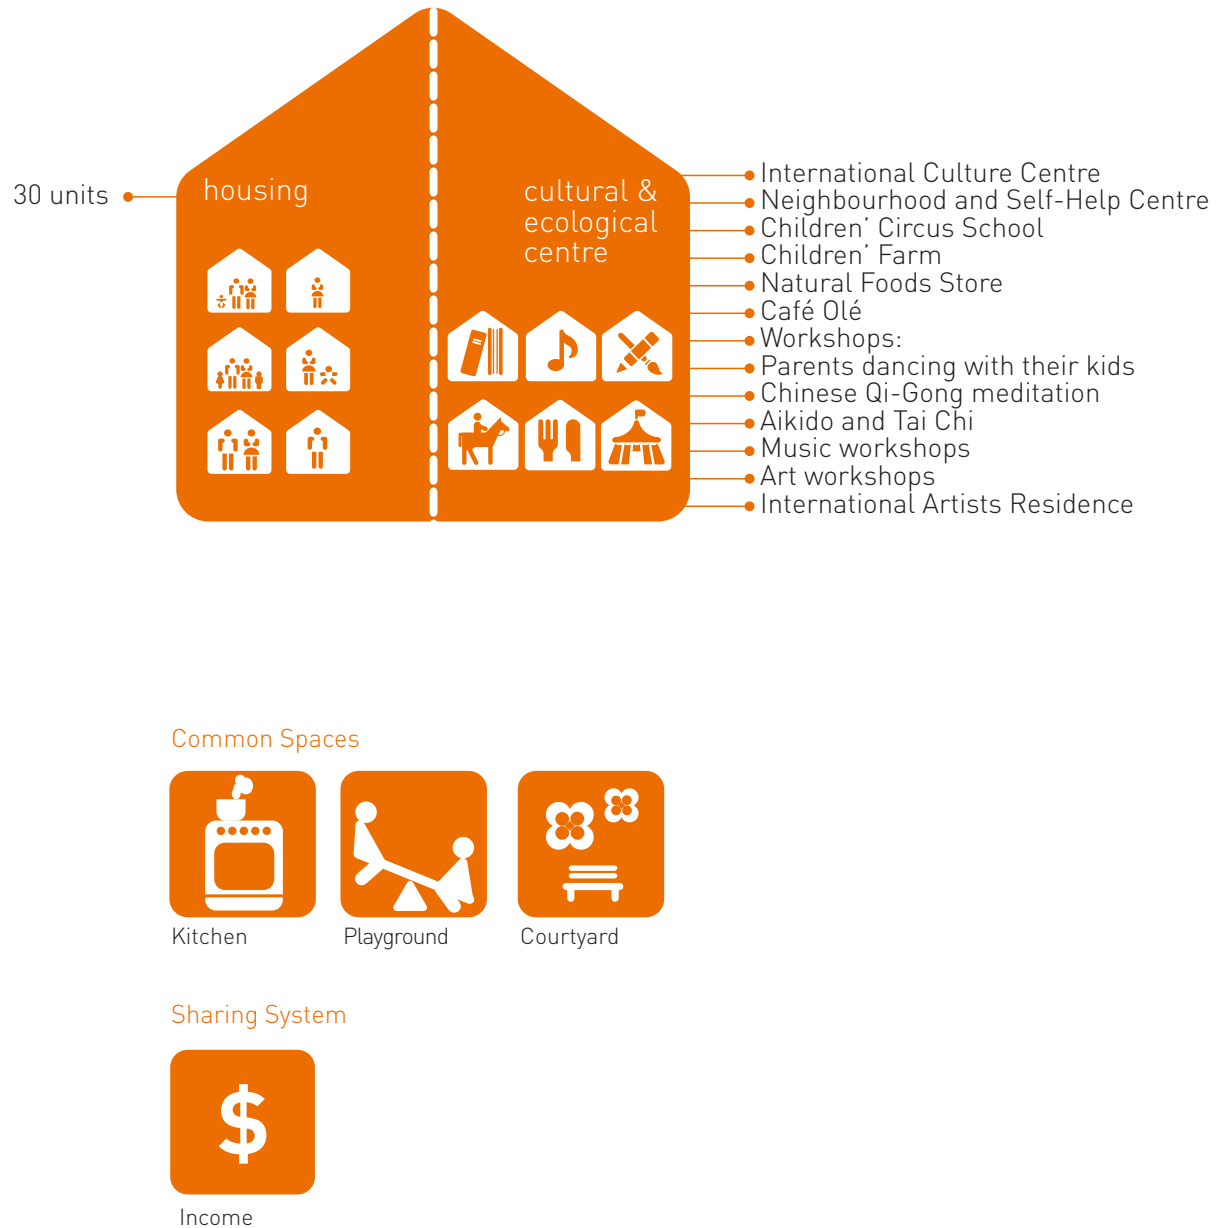 30 units
housing
cultural &
ecological
centre
International Culture Centre
Neighbourhood and Self-Help Centre
Children’ Circus School
Children’ Farm
Natural Foods Store
Café Olé
Workshops:
Parents dancing with their kids
Chinese Qi-Gong meditation
Aikido and Tai Chi
Music workshops
Art workshops
International Artists Residence
Common Spaces
Kitchen
Playground
Courtyard
Sharing System
$
Income